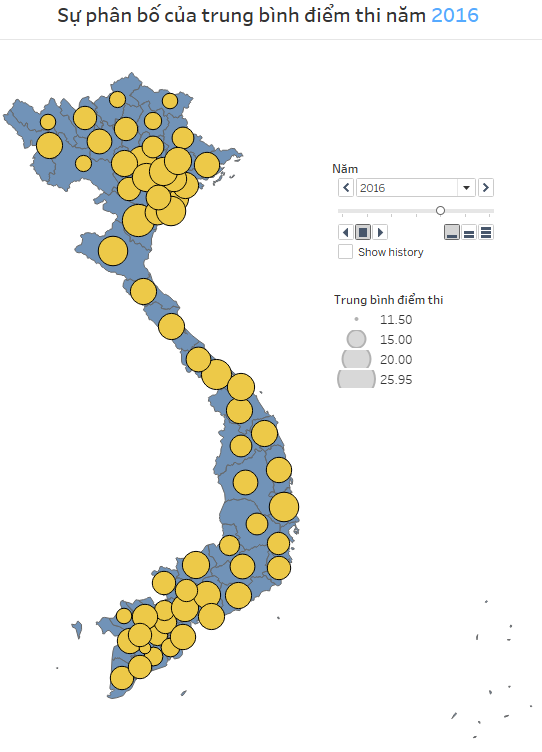 Sự phân bố của trung bình điểm thi năm 2016
Năm
2016
Show history
Trung bình điểm thi
11.50
15.00
20.00
25.95